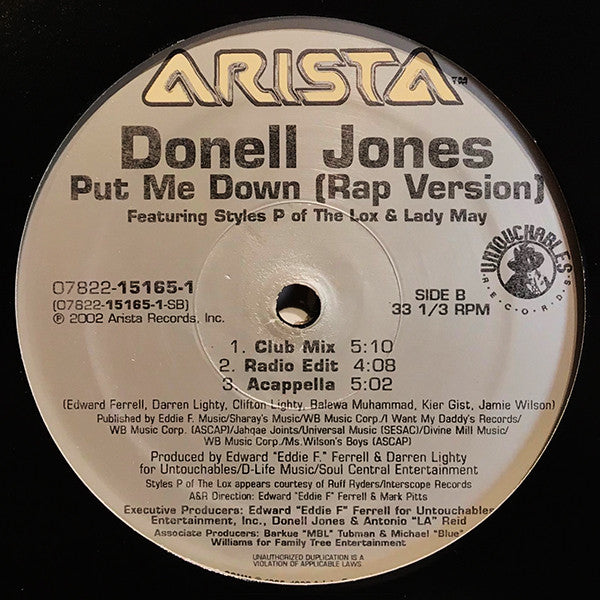 ARISTA TM
Donell Jones
Put Me Down (Rap Version)
Featuring Styles P of The Lox & Lady May
UNTOUCHABLES
RECORDS
07822-15165-1
(07822-15165-1-SB)
℗ 2002 Arista Records, Inc.
SIDE B
33 1/3 RPM
1. Club Mix 5:10
2. Radio Edit 4:08
3. Acappella 5:02
(Edward Ferrell, Darren Lighty, Clifton Lighty, Balewa Muhammad, Kier Gist, Jamie Wilson)
Published by Eddie F. Music/Sharay's Music/WB Music Corp./I Want My Daddy's Records/
WB Music Corp. (ASCAP)/Jahqae Joints/Universal Music (SESAC)/Divine Mill Music/
WB Music Corp./Ms. Wilson's Boys (ASCAP)
Produced by Edward "Eddie F." Ferrell & Darren Lighty
for Untouchables/D-Life Music/Soul Central Entertainment
Styles P of The Lox appears courtesy of Ruff Ryders/Interscope Records
A&R Direction: Edward "Eddie F" Ferrell & Mark Pitts
Executive Producers: Edward "Eddie F" Ferrell for Untouchables
Entertainment, Inc., Donell Jones & Antonio "LA" Reid
Associate Producers: Barkue "MBL" Tubman & Michael "Blue"
Williams for Family Tree Entertainment
UNAUTHORIZED DUPLICATION IS A
VIOLATION OF APPLICABLE LAWS.